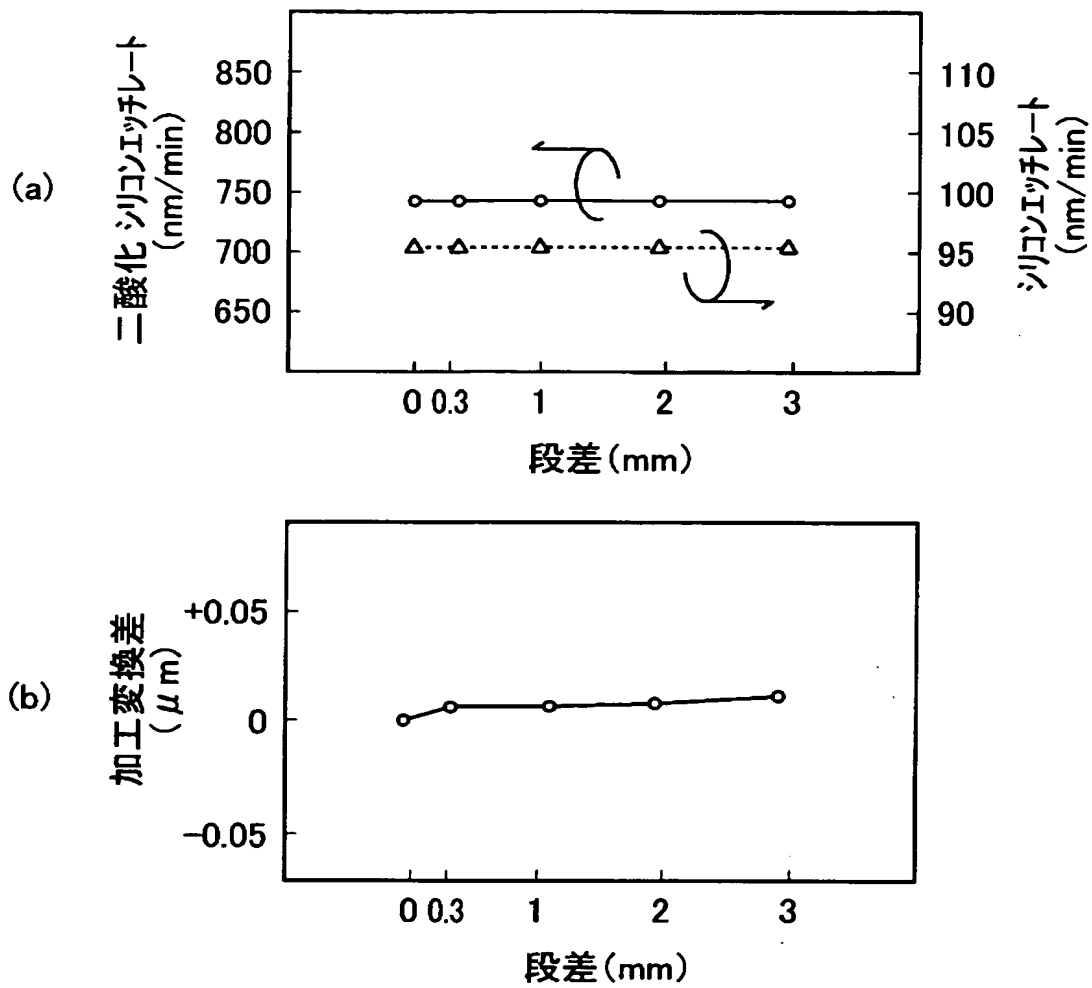 (a)
二酸化シリコンエッチレート
(nm/min)
850
800
750
700
650
110
105
100
95
90
シリコンエッチレート
(nm/min)
0 0.3 1 2 3
段差(mm)
(b)
加工変換差
(μm)
+0.05
0
−0.05
0 0.3 1 2 3
段差(mm)